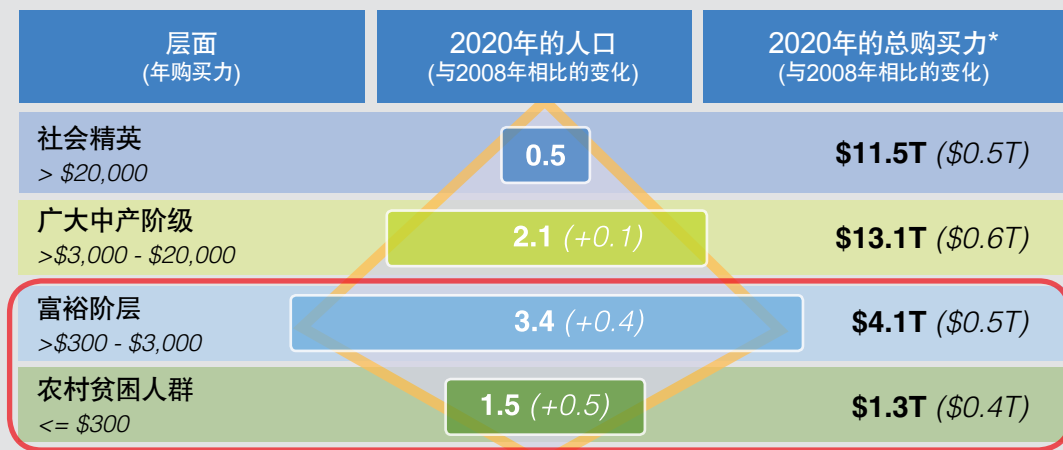 层面
(年购买力)
2020年的人口
(与2008年相比的变化)
2020年的总购买力*
(与2008年相比的变化)
社会精英
> $20,000
0.5
$11.5T ($0.5T)
广大中产阶级
>$3,000 - $20,000
2.1 (+0.1)
$13.1T ($0.6T)
富裕阶层
>$300 - $3,000
3.4 (+0.4)
$4.1T ($0.5T)
农村贫困人群
<= $300
1.5 (+0.5)
$1.3T ($0.4T)